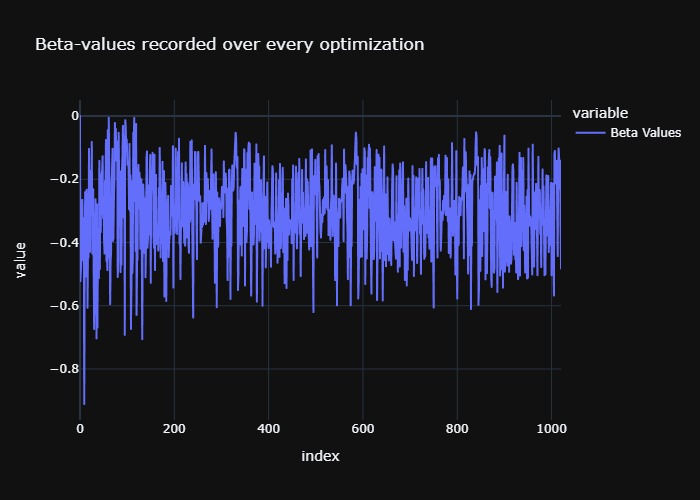 Beta-values recorded over every optimization
variable
Beta Values
0
−0.2
−0.4
−0.6
−0.8
value
0 200 400 600 800 1000
index